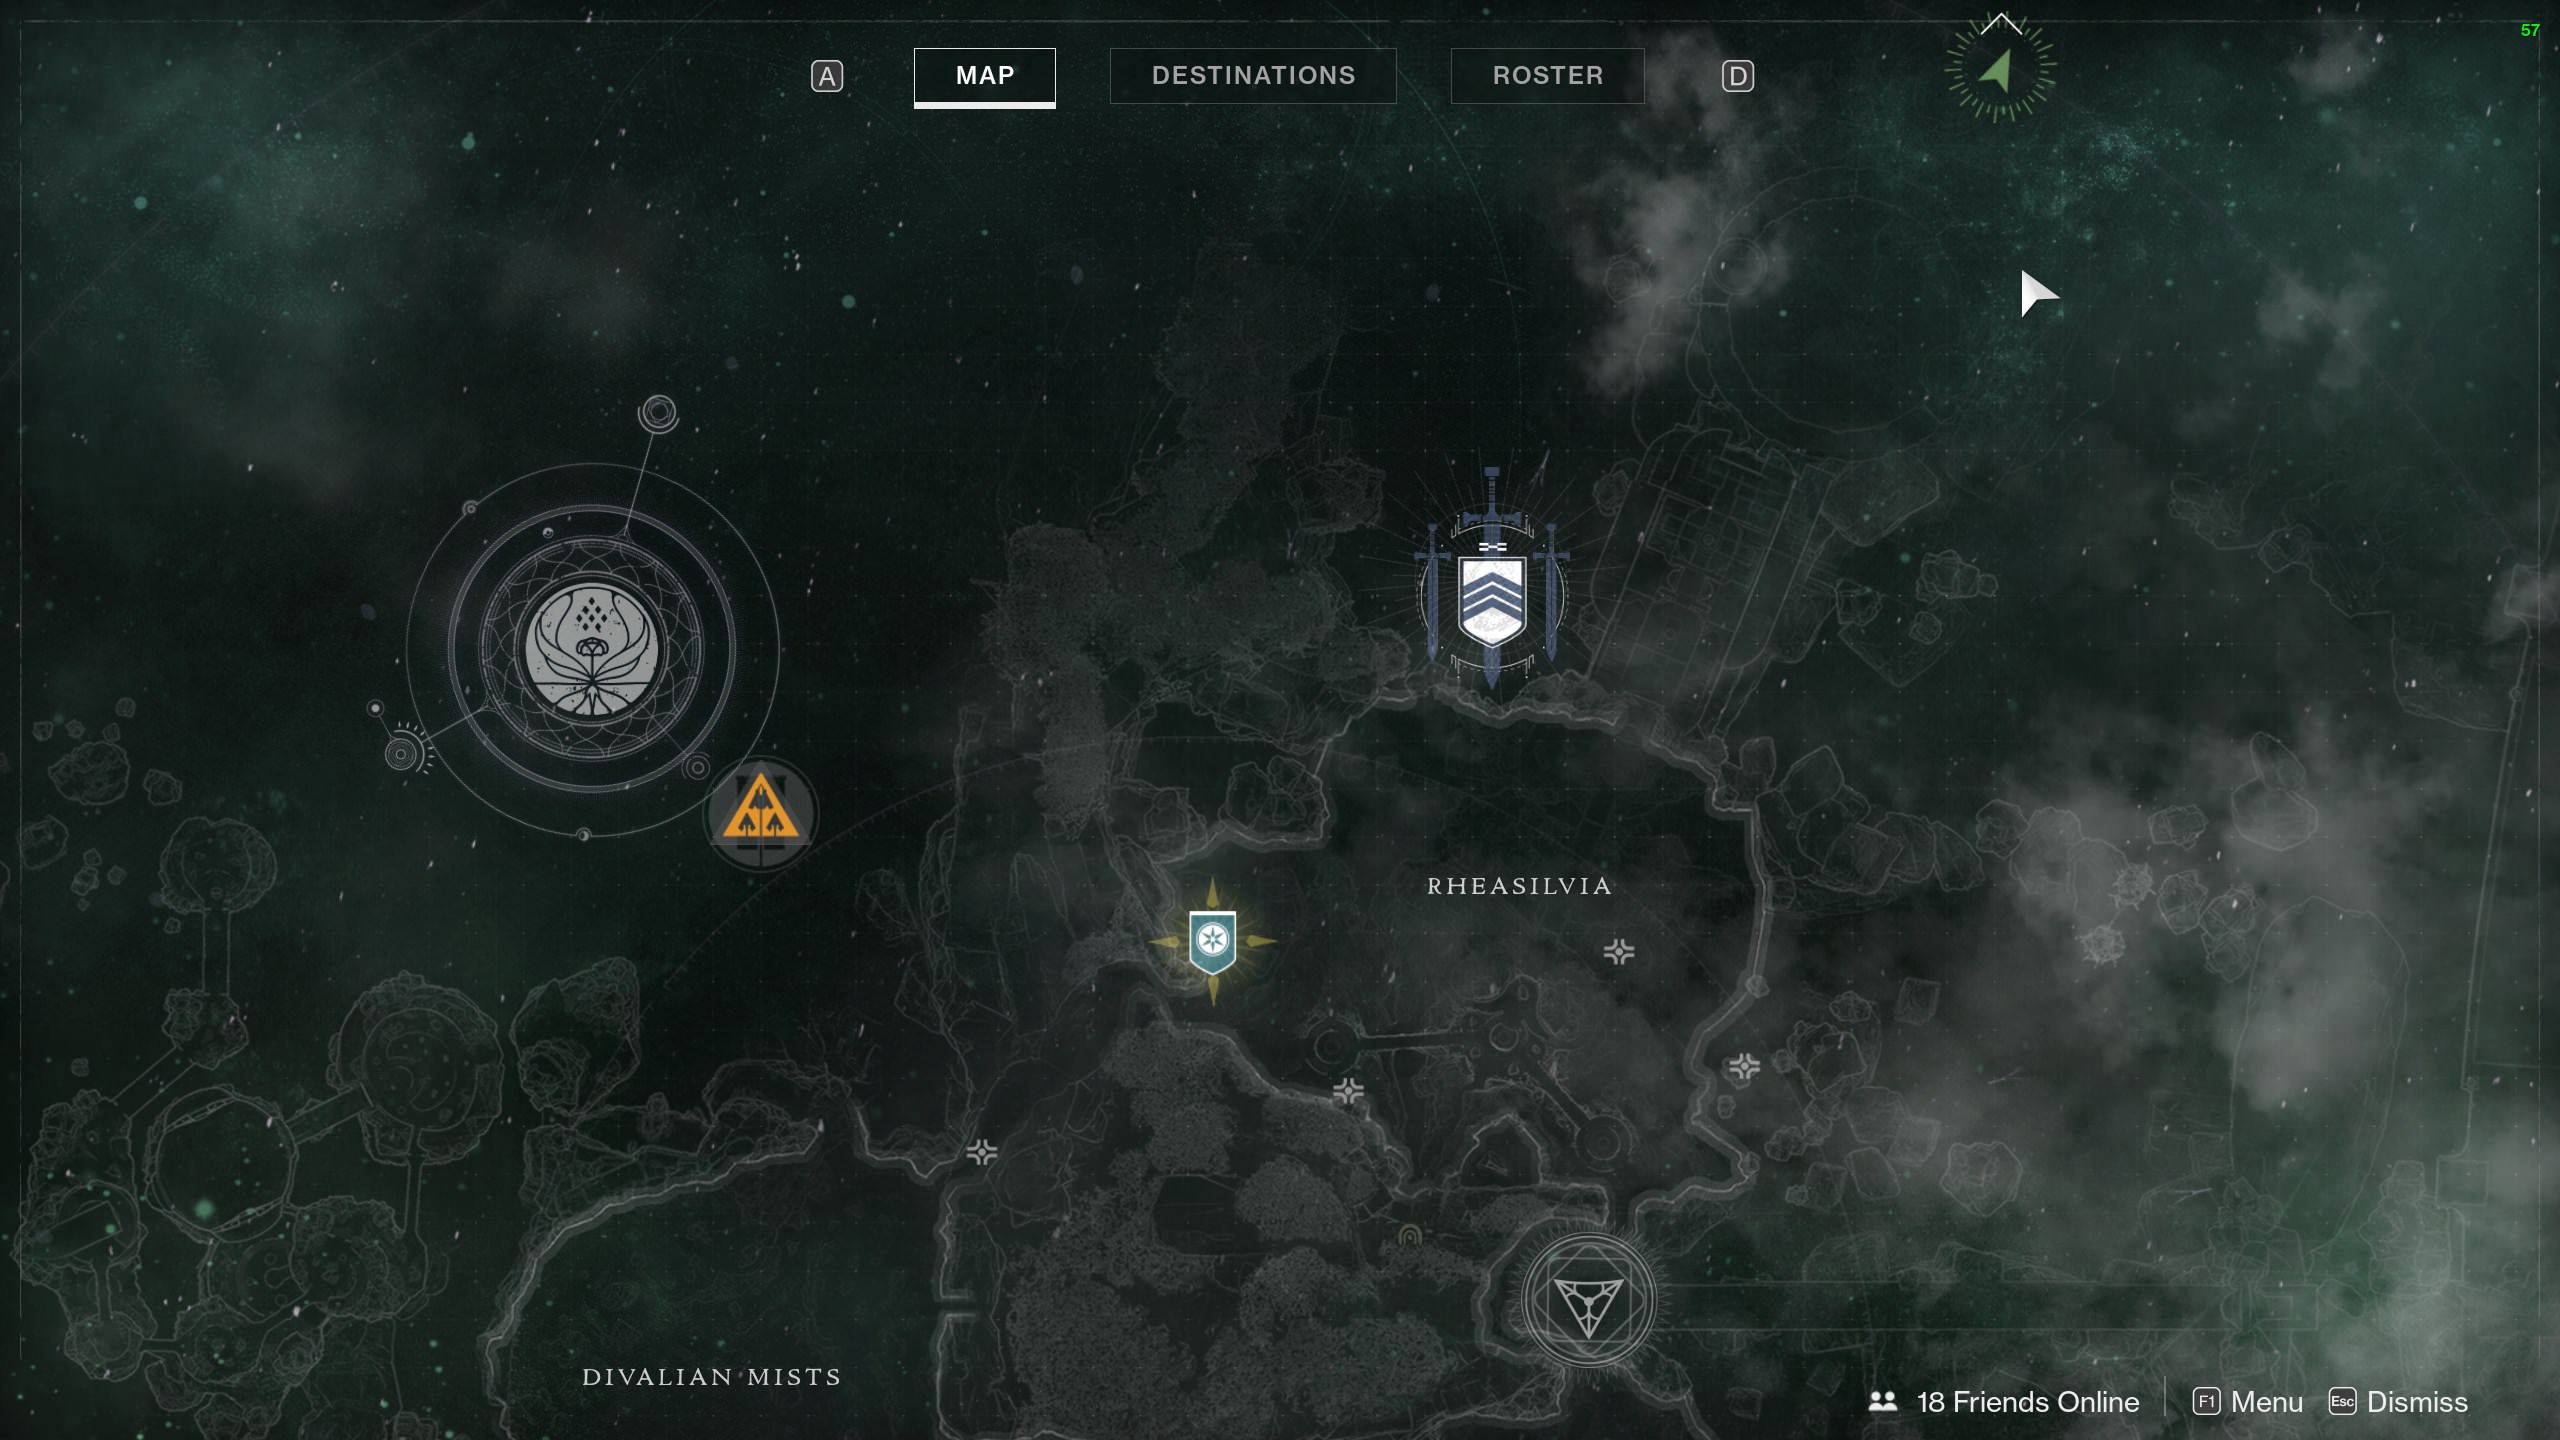 57
A MAP DESTINATIONS ROSTER D
RHEASILVIA
DIVALIAN MISTS
18 Friends Online F1 Menu Esc Dismiss